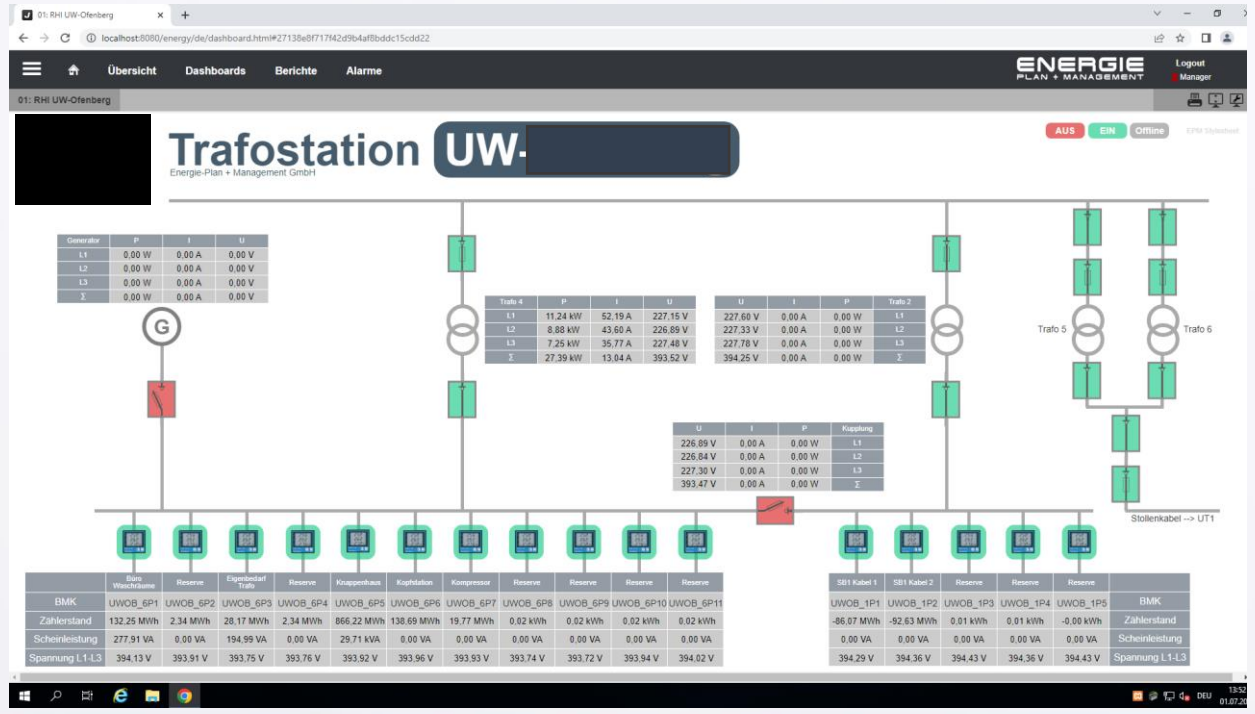 01: RHI UW-Ofenberg
localhost:8080/energy/de/dashboard.html#27138e8f717f42d9b4af8bddc15cdd22
Übersicht Dashboards Berichte Alarme
ENERGIE
PLAN + MANAGEMENT
Logout
Manager
01: RHI UW-Ofenberg
Trafostation UW-
Energie-Plan + Management GmbH
AUS EIN Offline EPM Stylesheet
Generator P I U
L1 0,00 W 0,00 A 0,00 V
L2 0,00 W 0,00 A 0,00 V
L3 0,00 W 0,00 A 0,00 V
Σ 0,00 W 0,00 A 0,00 V
G
Trafo 4 P I U
L1 11,24 kW 52,19 A 227,15 V
L2 8,88 kW 43,60 A 226,89 V
L3 7,25 kW 35,77 A 227,48 V
Σ 27,39 kW 13,04 A 393,52 V
U I P Trafo 2
227,60 V 0,00 A 0,00 W L1
227,33 V 0,00 A 0,00 W L2
227,78 V 0,00 A 0,00 W L3
394,25 V 0,00 A 0,00 W Σ
Trafo 5
Trafo 6
U I P Kupplung
226,89 V 0,00 A 0,00 W L1
226,84 V 0,00 A 0,00 W L2
227,30 V 0,00 A 0,00 W L3
393,47 V 0,00 A 0,00 W Σ
Stollenkabel --> UT1
Büro Waschräume Reserve Eigenbedarf Trafo Reserve Knappenhaus Kophstation Kompressor Reserve Reserve Reserve Reserve
BMK UWOB_6P1 UWOB_6P2 UWOB_6P3 UWOB_6P4 UWOB_6P5 UWOB_6P6 UWOB_6P7 UWOB_6P8 UWOB_6P9 UWOB_6P10 UWOB_6P11
Zählerstand 132,25 MWh 2,34 MWh 28,17 MWh 2,34 MWh 866,22 MWh 138,69 MWh 19,77 MWh 0,02 kWh 0,02 kWh 0,02 kWh 0,02 kWh
Scheinleistung 277,91 VA 0,00 VA 194,99 VA 0,00 VA 29,71 kVA 0,00 VA 0,00 VA 0,00 VA 0,00 VA 0,00 VA 0,00 VA
Spannung L1-L3 394,13 V 393,91 V 393,75 V 393,76 V 393,92 V 393,96 V 393,93 V 393,74 V 393,72 V 393,94 V 394,02 V
SB1 Kabel 1 SB1 Kabel 2 Reserve Reserve Reserve
UWOB_1P1 UWOB_1P2 UWOB_1P3 UWOB_1P4 UWOB_1P5 BMK
-86,07 MWh -92,63 MWh 0,01 kWh 0,01 kWh -0,00 kWh Zählerstand
0,00 VA 0,00 VA 0,00 VA 0,00 VA 0,00 VA Scheinleistung
394,29 V 394,36 V 394,43 V 394,36 V 394,43 V Spannung L1-L3
DEU
13:52
01.07.20